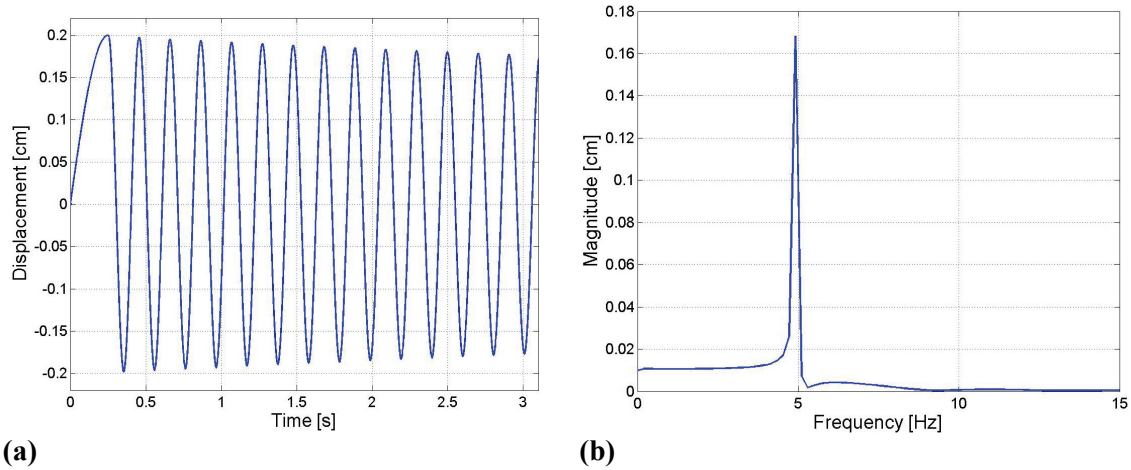 0.2
0.15
0.1
0.05
0
-0.05
-0.1
-0.15
-0.2
Displacement [cm]
0 0.5 1 1.5 2 2.5 3
Time [s]
(a)
0.18
0.16
0.14
0.12
0.1
0.08
0.06
0.04
0.02
0
Magnitude [cm]
0 5 10 15
Frequency [Hz]
(b)